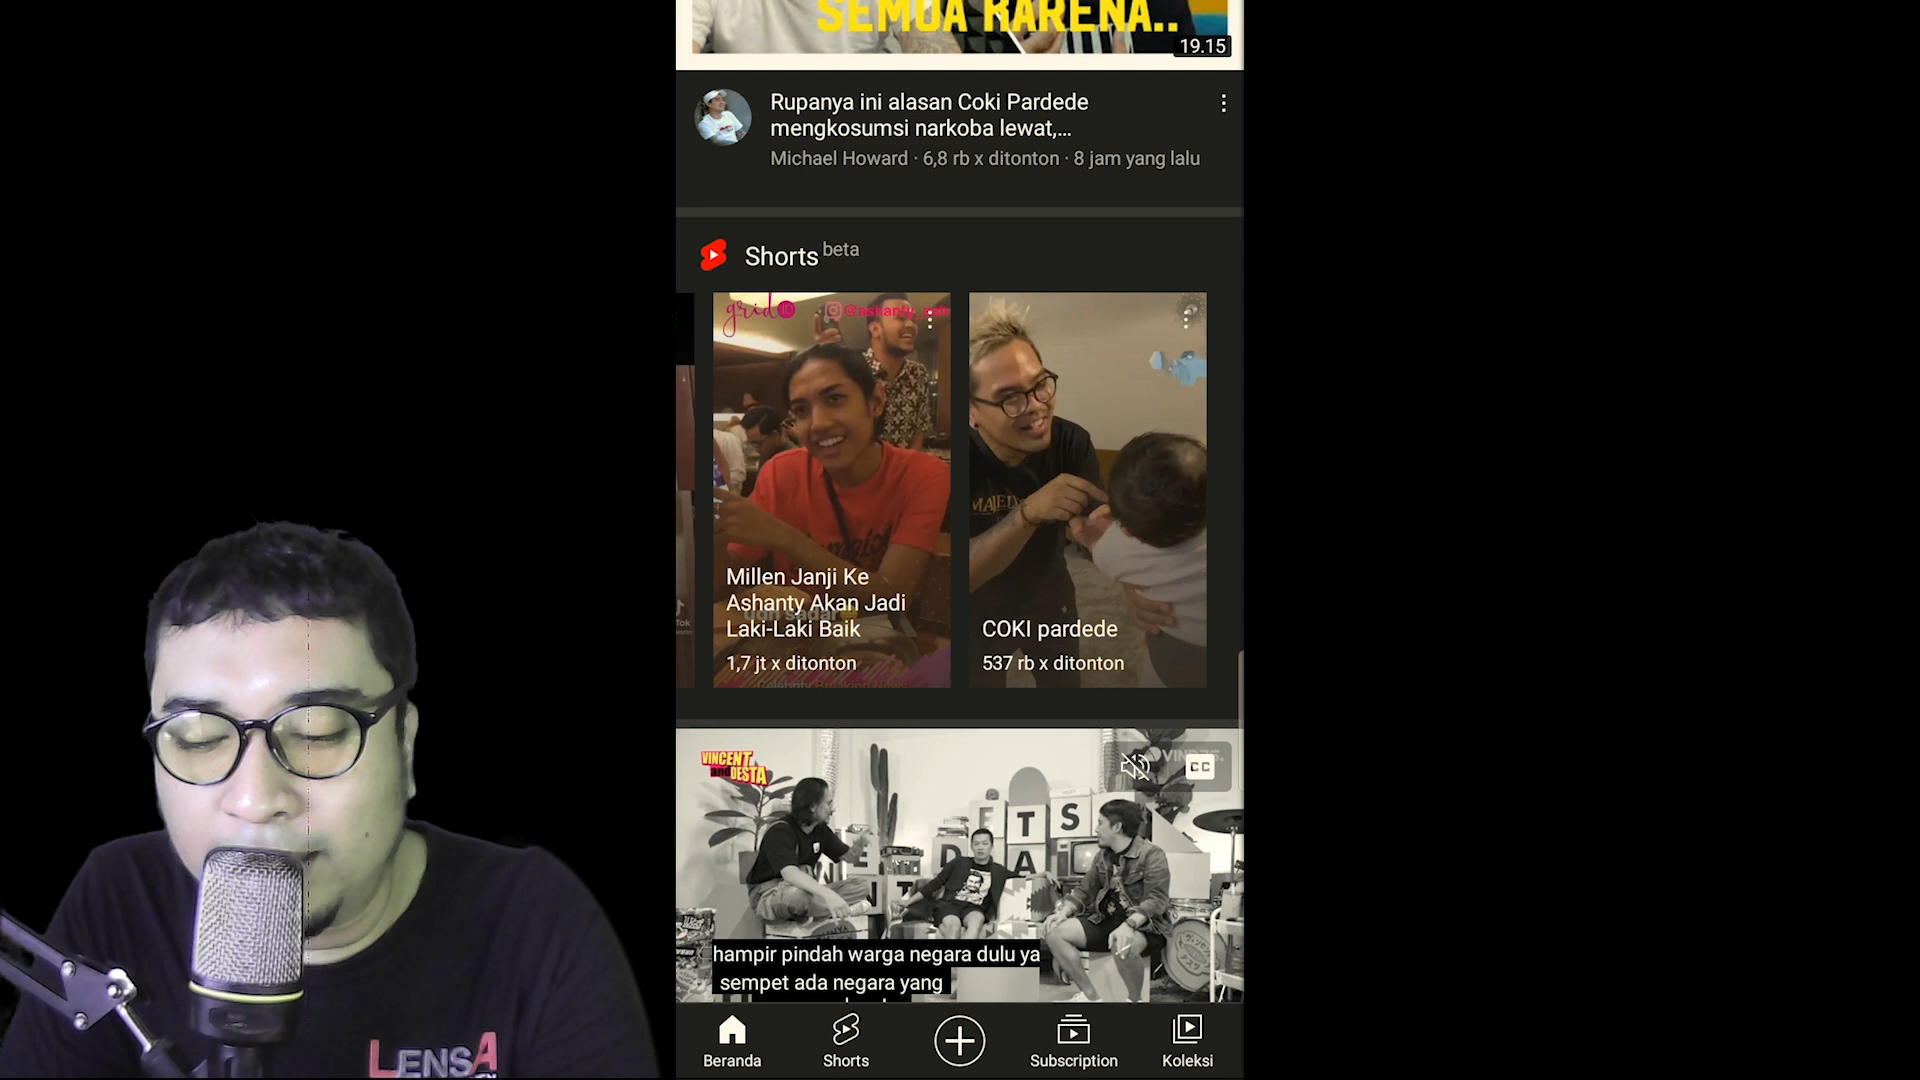 SEMUA KARENA..
19.15
Rupanya ini alasan Coki Pardede
mengkosumsi narkoba lewat,...
Michael Howard · 6,8 rb x ditonton · 8 jam yang lalu
Shorts beta
grid
Millen Janji Ke
Ashanty Akan Jadi
Laki-Laki Baik
1,7 jt x ditonton
COKI pardede
537 rb x ditonton
VINCENT
and DESTA
CC
hampir pindah warga negara dulu ya
sempet ada negara yang
LENSA
Beranda
Shorts
Subscription
Koleksi